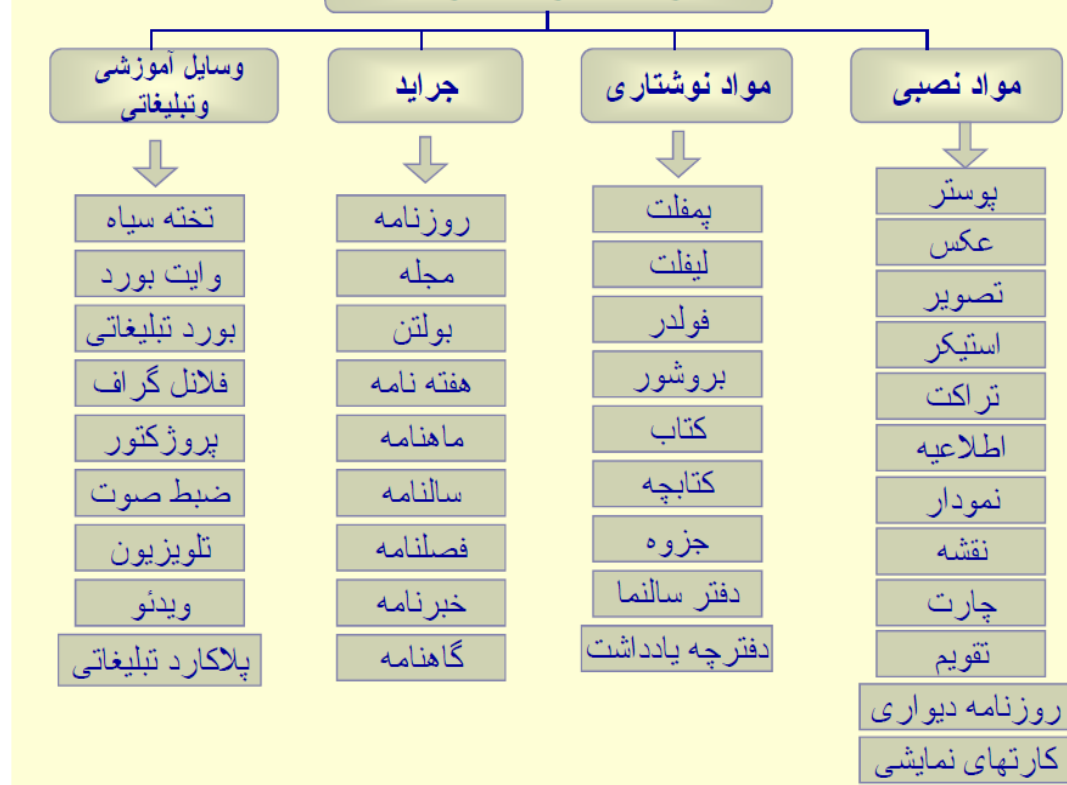 مواد نصبی
پوستر
عکس
تصویر
استیکر
تراکت
اطلاعیه
نمودار
نقشه
چارت
تقویم
روزنامه دیواری
کارتهای نمایشی
مواد نوشتاری
پمفلت
لیفلت
فولدر
بروشور
کتاب
کتابچه
جزوه
دفتر سالنما
دفترچه یادداشت
جراید
روزنامه
مجله
بولتن
هفته نامه
ماهنامه
سالنامه
فصلنامه
خبرنامه
گاهنامه
وسایل آموزشی
وتبلیغاتی
تخته سیاه
وایت بورد
بورد تبلیغاتی
فلانل گراف
پروژکتور
ضبط صوت
تلویزیون
ویدئو
پلاکارد تبلیغاتی